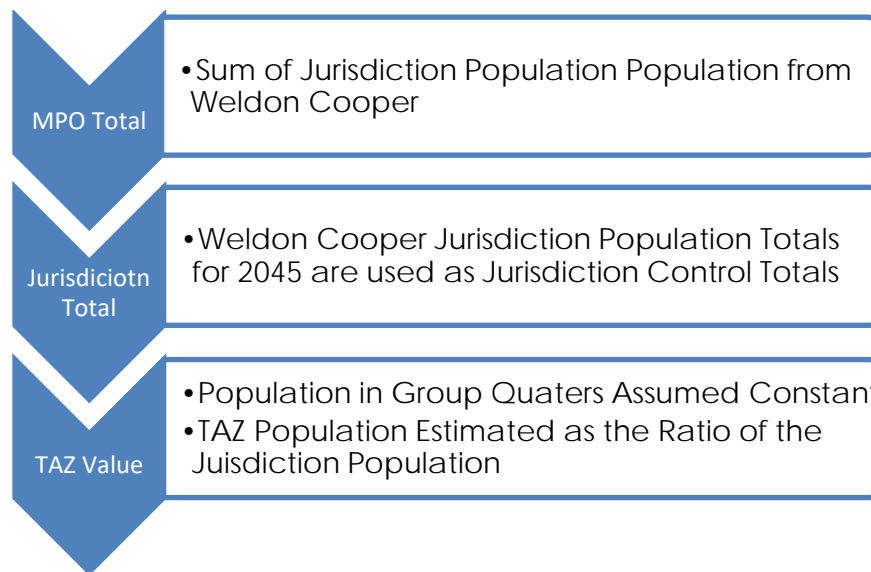 MPO Total
•Sum of Jurisdiction Population Population from
Weldon Cooper
Jurisdiciotn
Total
•Weldon Cooper Jurisdiction Population Totals
for 2045 are used as Jurisdiction Control Totals
TAZ Value
•Population in Group Quaters Assumed Constant
•TAZ Population Estimated as the Ratio of the
Juisdiction Population